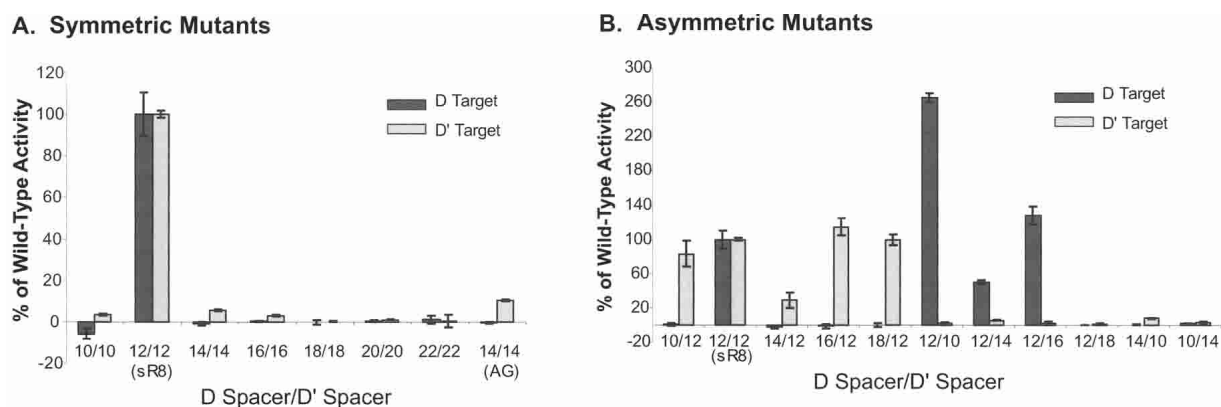 A. Symmetric Mutants
% of Wild-Type Activity
120
100
80
60
40
20
0
-20
D Target
D' Target
10/10 12/12 14/14 16/16 18/18 20/20 22/22 14/14
(sR8) (AG)
D Spacer/D' Spacer
B. Asymmetric Mutants
% of Wild-Type Activity
300
260
220
180
140
100
60
20
-20
D Target
D' Target
10/12 12/12 14/12 16/12 18/12 12/10 12/14 12/16 12/18 14/10 10/14
(sR8)
D Spacer/D' Spacer